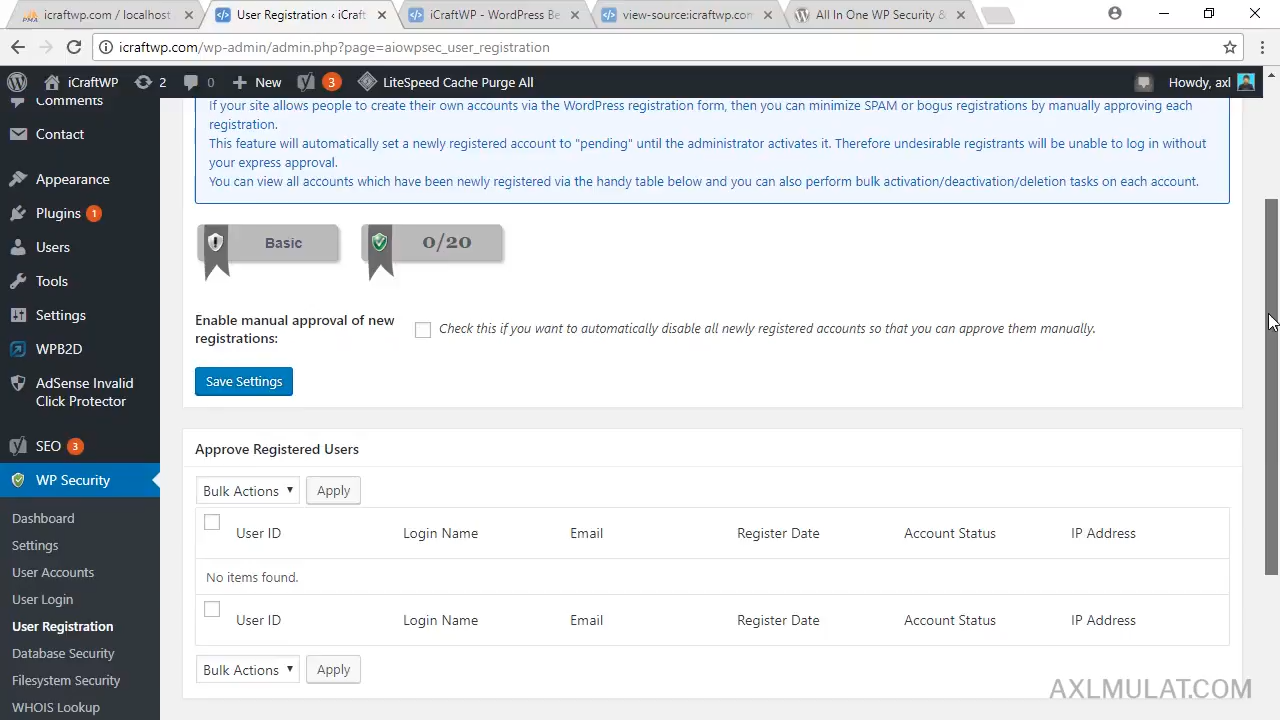 icraftwp.com / localhost
User Registration ‹ iCraft
iCraftWP - WordPress Be
view-source:icraftwp.com
All In One WP Security &
icraftwp.com/wp-admin/admin.php?page=aiowpsec_user_registration
iCraftWP
2
0
New
3
LiteSpeed Cache Purge All
Howdy, axl
Comments
Contact
Appearance
Plugins 1
Users
Tools
Settings
WPB2D
AdSense Invalid
Click Protector
SEO 3
WP Security
Dashboard
Settings
User Accounts
User Login
User Registration
Database Security
Filesystem Security
WHOIS Lookup
If your site allows people to create their own accounts via the WordPress registration form, then you can minimize SPAM or bogus registrations by manually approving each
registration.
This feature will automatically set a newly registered account to "pending" until the administrator activates it. Therefore undesirable registrants will be unable to log in without
your express approval.
You can view all accounts which have been newly registered via the handy table below and you can also perform bulk activation/deactivation/deletion tasks on each account.
Basic
0/20
Enable manual approval of new
registrations:
Check this if you want to automatically disable all newly registered accounts so that you can approve them manually.
Save Settings
Approve Registered Users
Bulk Actions Apply
User ID Login Name Email Register Date Account Status IP Address
No items found.
User ID Login Name Email Register Date Account Status IP Address
Bulk Actions Apply
AXLMULAT.COM